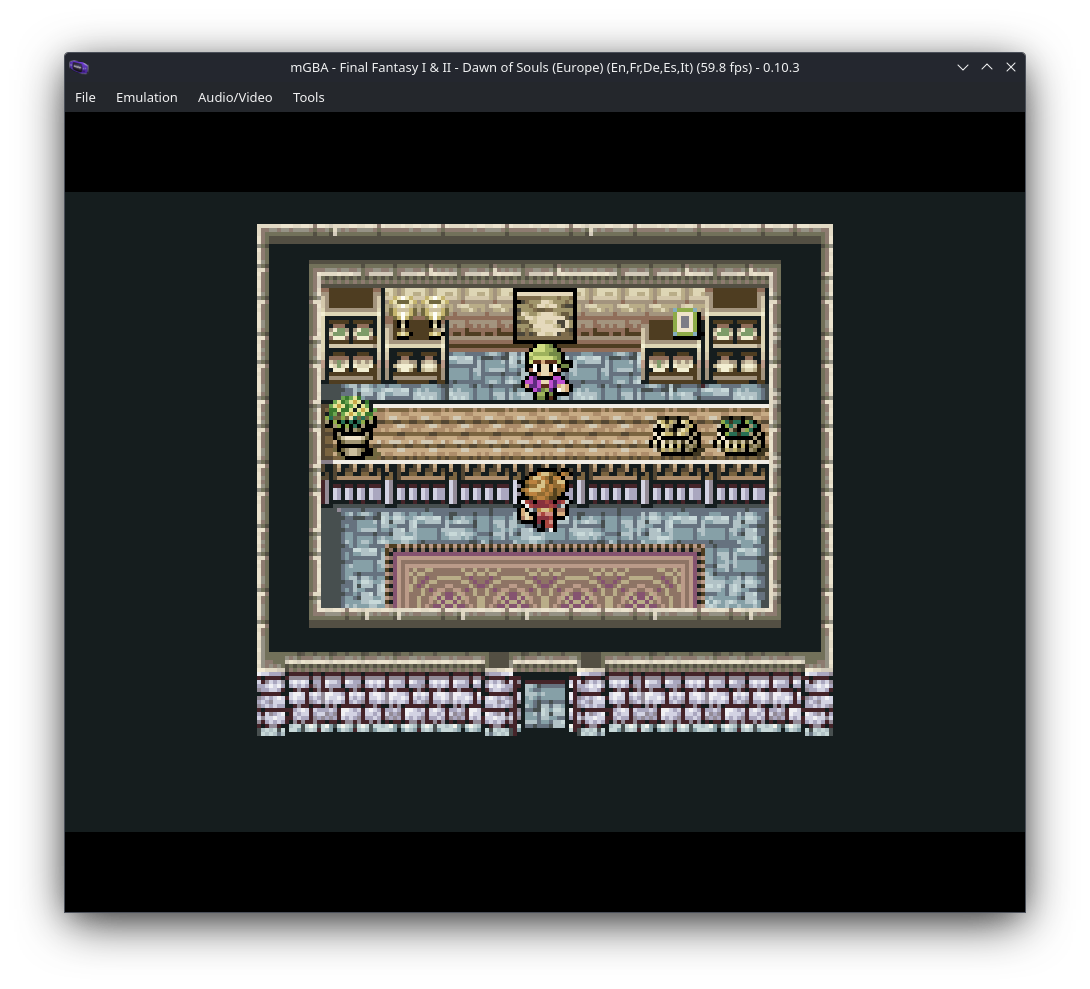 mGBA - Final Fantasy I & II - Dawn of Souls (Europe) (En,Fr,De,Es,It) (59.8 fps) - 0.10.3
File Emulation Audio/Video Tools